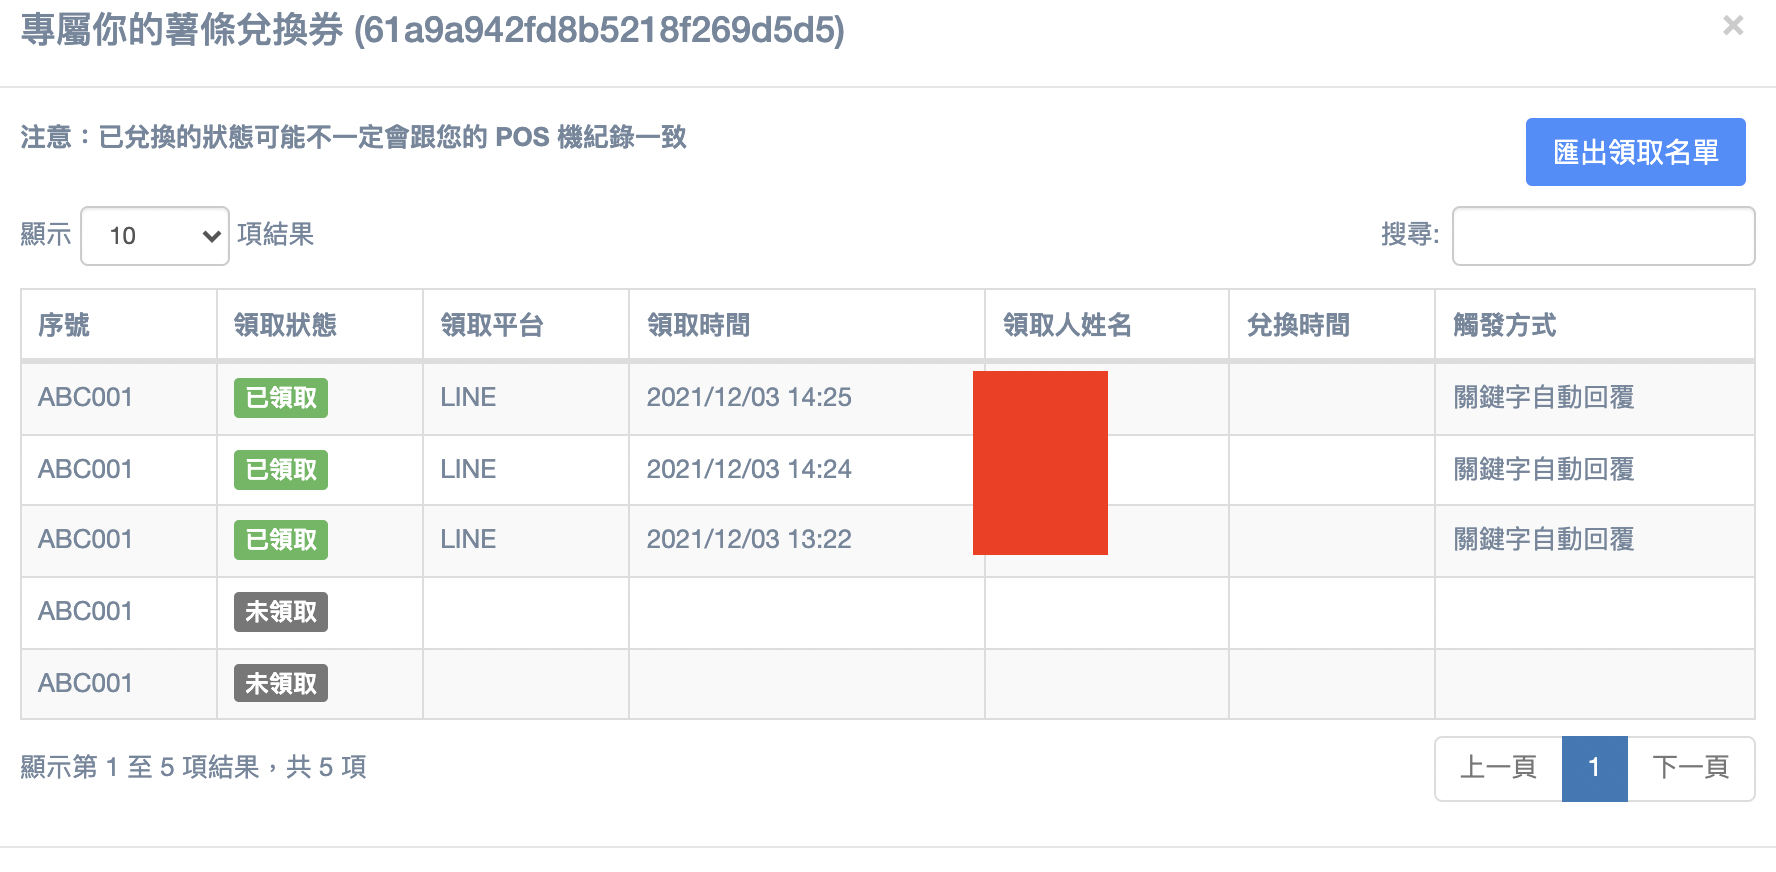 專屬你的薯條兌換券 (61a9a942fd8b5218f269d5d5)
×
注意：已兌換的狀態可能不一定會跟您的 POS 機紀錄一致
匯出領取名單
顯示 10 項結果
搜尋:
序號 領取狀態 領取平台 領取時間 領取人姓名 兌換時間 觸發方式
ABC001 已領取 LINE 2021/12/03 14:25 關鍵字自動回覆
ABC001 已領取 LINE 2021/12/03 14:24 關鍵字自動回覆
ABC001 已領取 LINE 2021/12/03 13:22 關鍵字自動回覆
ABC001 未領取
ABC001 未領取
顯示第 1 至 5 項結果，共 5 項
上一頁 1 下一頁